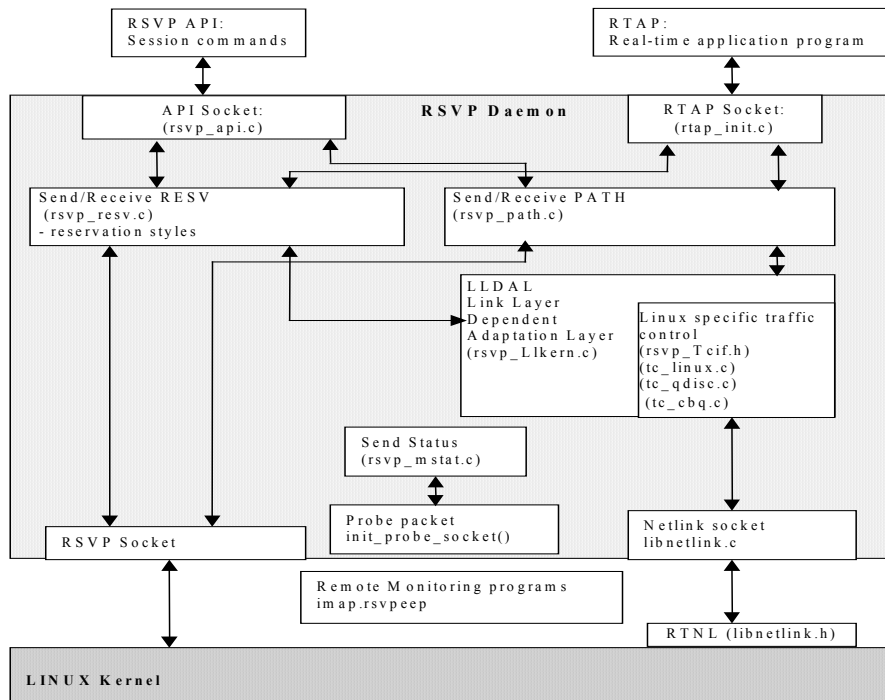 RSVP API:
Session commands
RTAP:
Real-time application program
RSVP Daemon
API Socket:
(rsvp_api.c)
RTAP Socket:
(rtap_init.c)
Send/Receive RESV
(rsvp_resv.c)
- reservation styles
Send/Receive PATH
(rsvp_path.c)
LLDAL
Link Layer
Dependent
Adaptation Layer
(rsvp_Llkern.c)
Linux specific traffic
control
(rsvp_Tcif.h)
(tc_linux.c)
(tc_qdisc.c)
(tc_cbq.c)
Send Status
(rsvp_mstat.c)
Probe packet
init_probe_socket()
RSVP Socket
Netlink socket
libnetlink.c
Remote Monitoring programs
imap.rsvpeep
RTNL (libnetlink.h)
LINUX Kernel